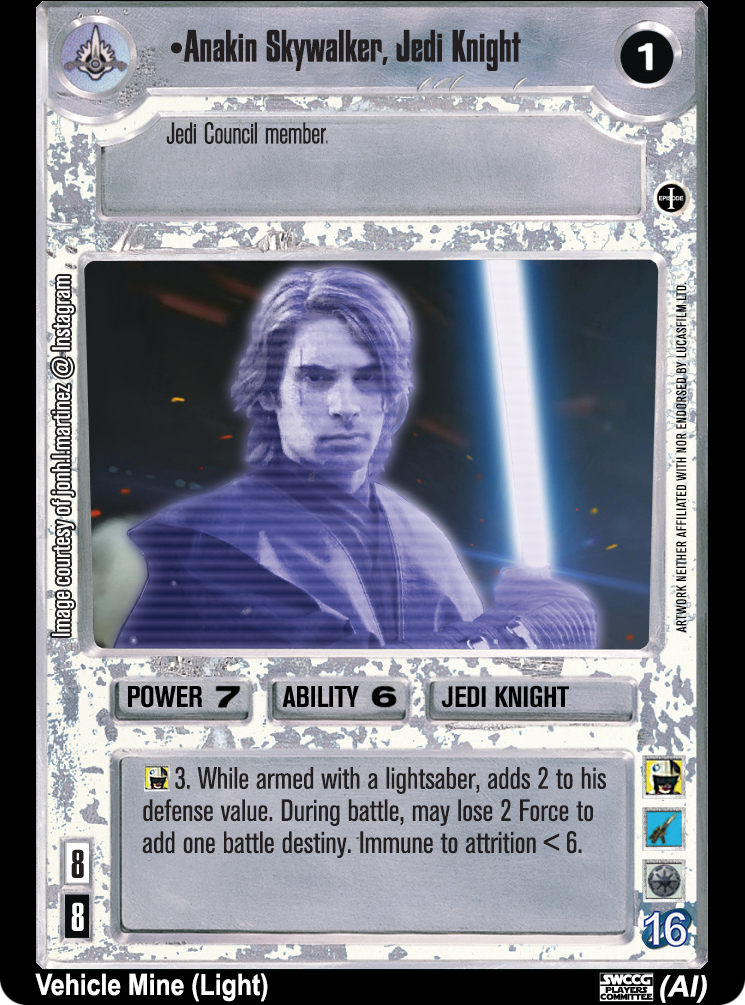 •Anakin Skywalker, Jedi Knight
1
Jedi Council member.
EPISODE I
Image courtesy of jonh.l.martinez @ Instagram
ARTWORK NEITHER AFFILIATED WITH NOR ENDORSED BY LUCASFILM LTD.
POWER 7
ABILITY 6
JEDI KNIGHT
3. While armed with a lightsaber, adds 2 to his
defense value. During battle, may lose 2 Force to
add one battle destiny. Immune to attrition < 6.
8
8
16
Vehicle Mine (Light)
SWCCG
PLAYERS
COMMITTEE
(AI)